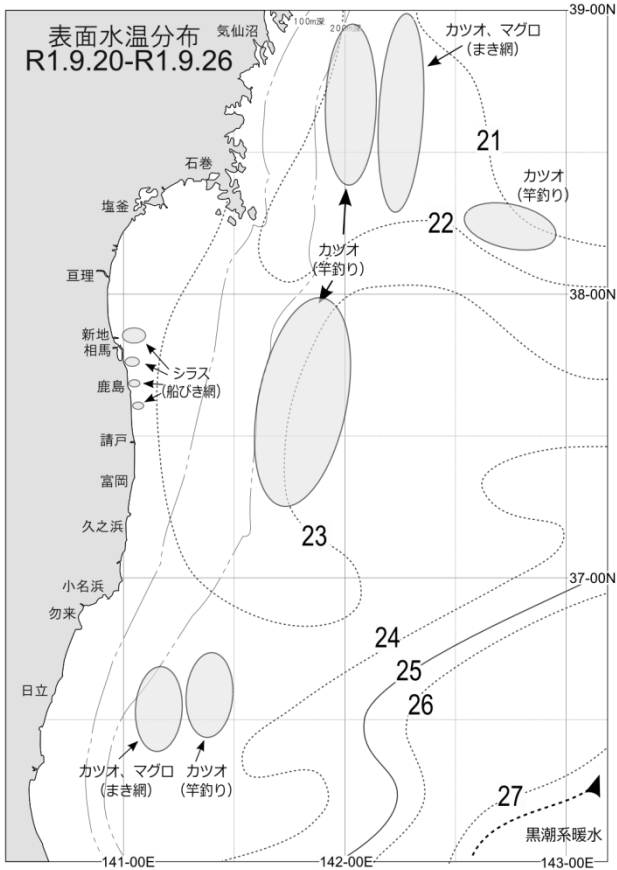 表面水温分布
R1.9.20-R1.9.26
気仙沼
100m深
200m深
39-00N
カツオ、マグロ
(まき網)
21
石巻
カツオ
(竿釣り)
塩釜
22
カツオ
(竿釣り)
亘理
38-00N
新地
相馬
シラス
(船びき網)
鹿島
請戸
富岡
23
久之浜
37-00N
小名浜
勿来
24
25
26
日立
カツオ、マグロ
(まき網)
カツオ
(竿釣り)
27
黒潮系暖水
141-00E
142-00E
143-00E